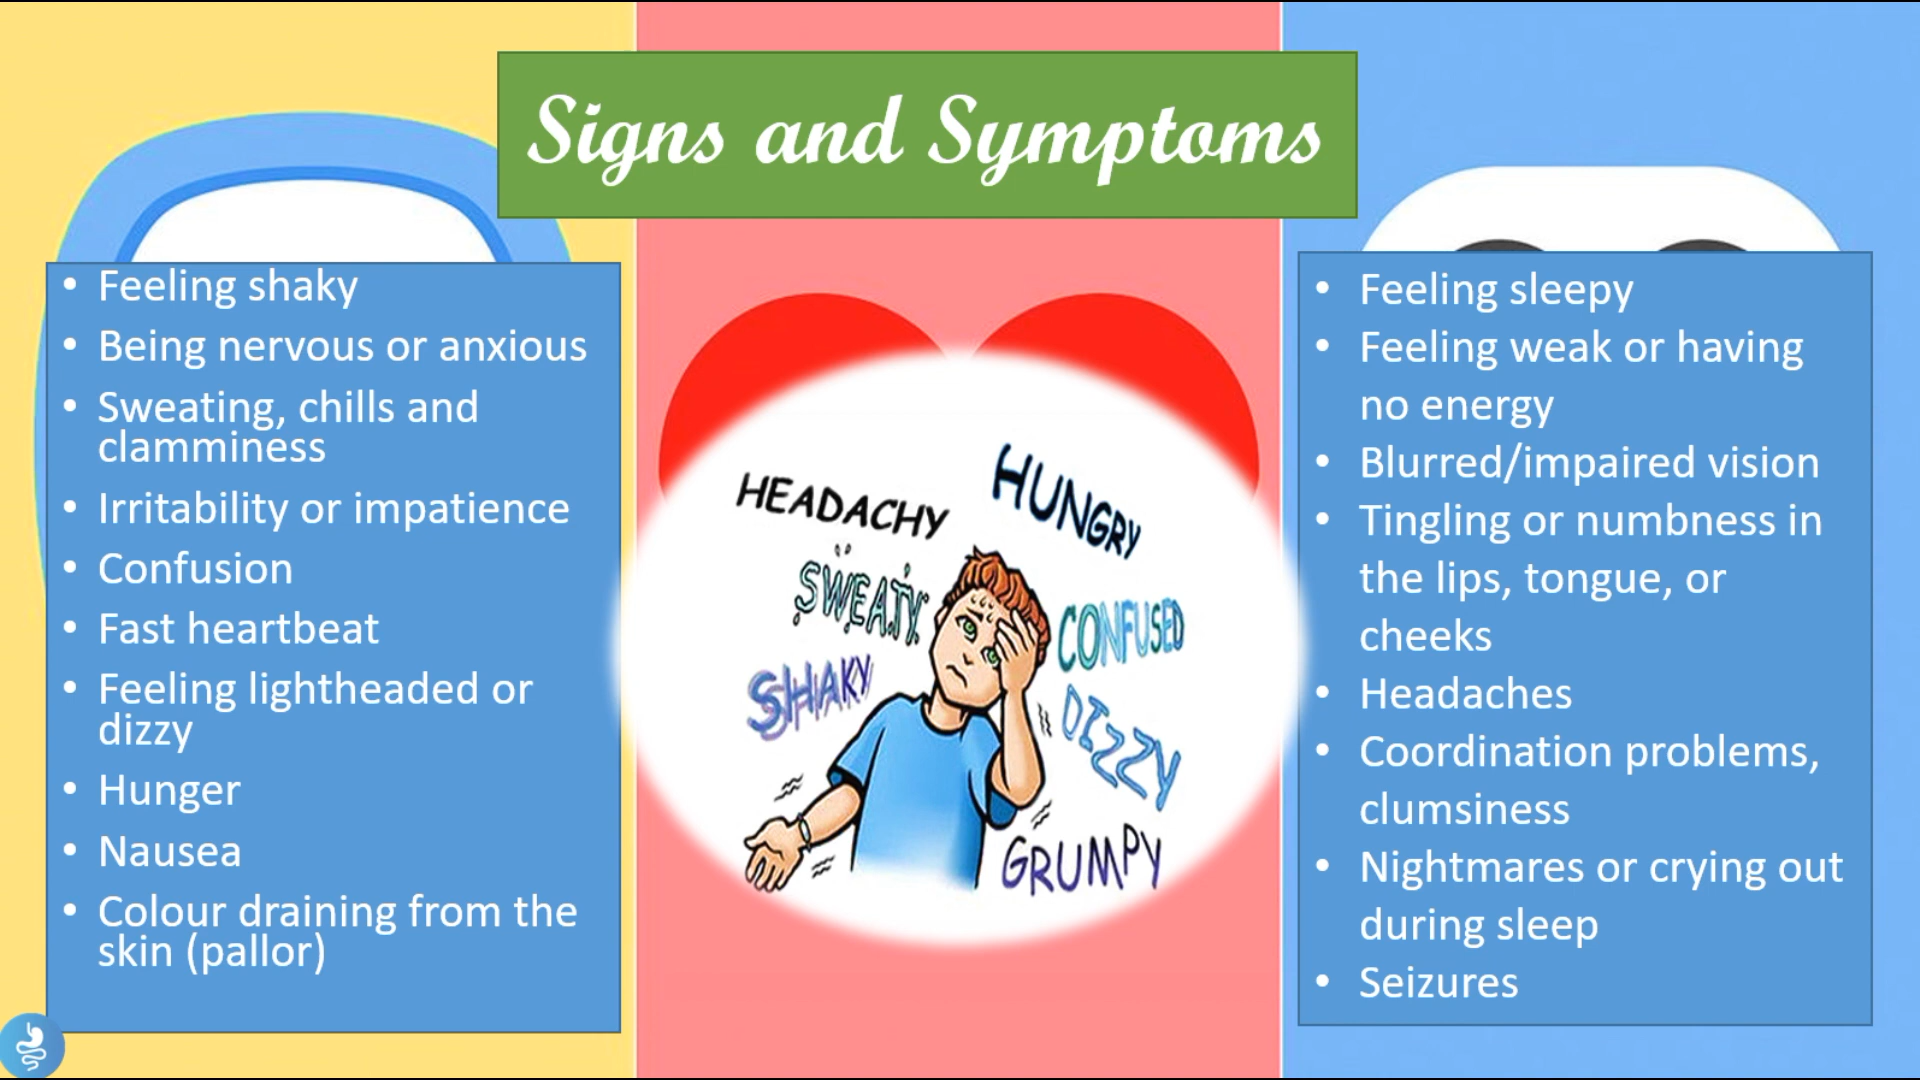 Signs and Symptoms
• Feeling shaky
• Being nervous or anxious
• Sweating, chills and
clamminess
• Irritability or impatience
• Confusion
• Fast heartbeat
• Feeling lightheaded or
dizzy
• Hunger
• Nausea
• Colour draining from the
skin (pallor)
HEADACHY
HUNGRY
SWEATY
CONFUSED
SHAKY
DIZZY
GRUMPY
• Feeling sleepy
• Feeling weak or having
no energy
• Blurred/impaired vision
• Tingling or numbness in
the lips, tongue, or
cheeks
• Headaches
• Coordination problems,
clumsiness
• Nightmares or crying out
during sleep
• Seizures